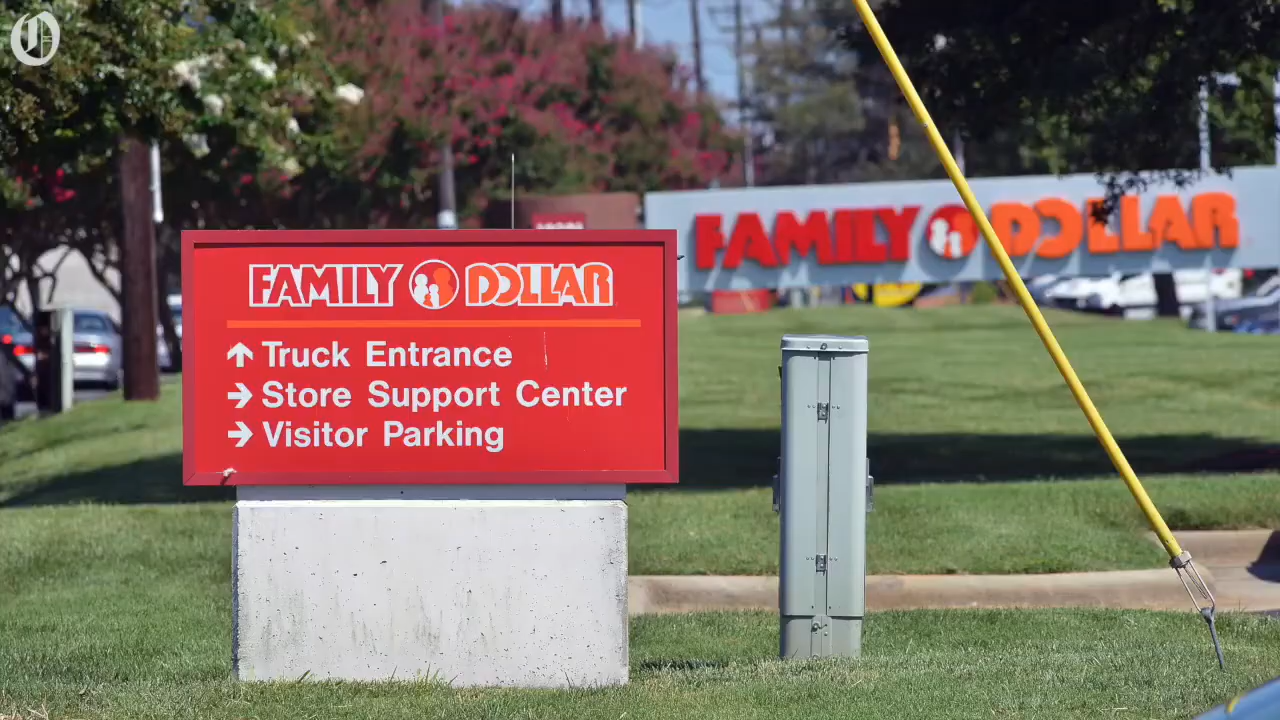 O
FAMILY DOLLAR
FAMILY DOLLAR
↑ Truck Entrance
→ Store Support Center
→ Visitor Parking